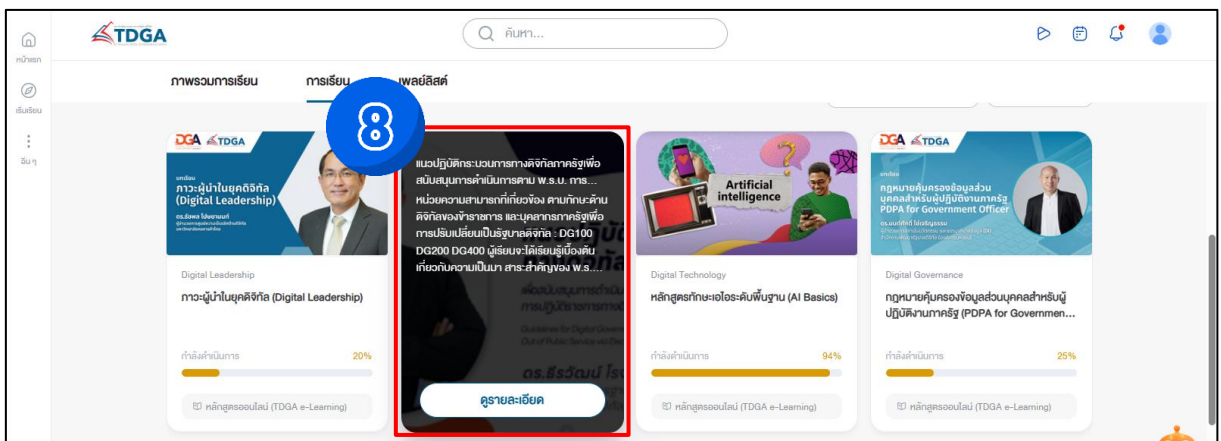 TDGA
ค้นหา...
หน้าแรก
เริ่มเรียน
อื่น ๆ
ภาพรวมการเรียน การเรียน เพลย์ลิสต์
8
DGA TDGA
บทเรียน
ภาวะผู้นำในยุคดิจิทัล
(Digital Leadership)
Digital Leadership
ภาวะผู้นำในยุคดิจิทัล (Digital Leadership)
กำลังดำเนินการ 20%
หลักสูตรออนไลน์ (TDGA e-Learning)
แนวปฏิบัติกระบวนการทางดิจิทัลภาครัฐเพื่อ
สนับสนุนการดำเนินการตาม พ.ร.บ. การ...
หน่วยความสามารถที่เกี่ยวข้อง ตามทักษะด้าน
ดิจิทัลของข้าราชการ และบุคลากรภาครัฐเพื่อ
การปรับเปลี่ยนเป็นรัฐบาลดิจิทัล : DG100
DG200 DG400 ผู้เรียนจะได้เรียนรู้เบื้องต้น
เกี่ยวกับความเป็นมา สาระสำคัญของ พ.ร....
ดูรายละเอียด
Artificial
intelligence
Digital Technology
หลักสูตรทักษะเอไอระดับพื้นฐาน (AI Basics)
กำลังดำเนินการ 94%
หลักสูตรออนไลน์ (TDGA e-Learning)
DGA TDGA
บทเรียน
กฎหมายคุ้มครองข้อมูลส่วน
บุคคลสำหรับผู้ปฏิบัติงานภาครัฐ
PDPA for Government Officer
Digital Governance
กฎหมายคุ้มครองข้อมูลส่วนบุคคลสำหรับผู้
ปฏิบัติงานภาครัฐ (PDPA for Governmen...
กำลังดำเนินการ 25%
หลักสูตรออนไลน์ (TDGA e-Learning)